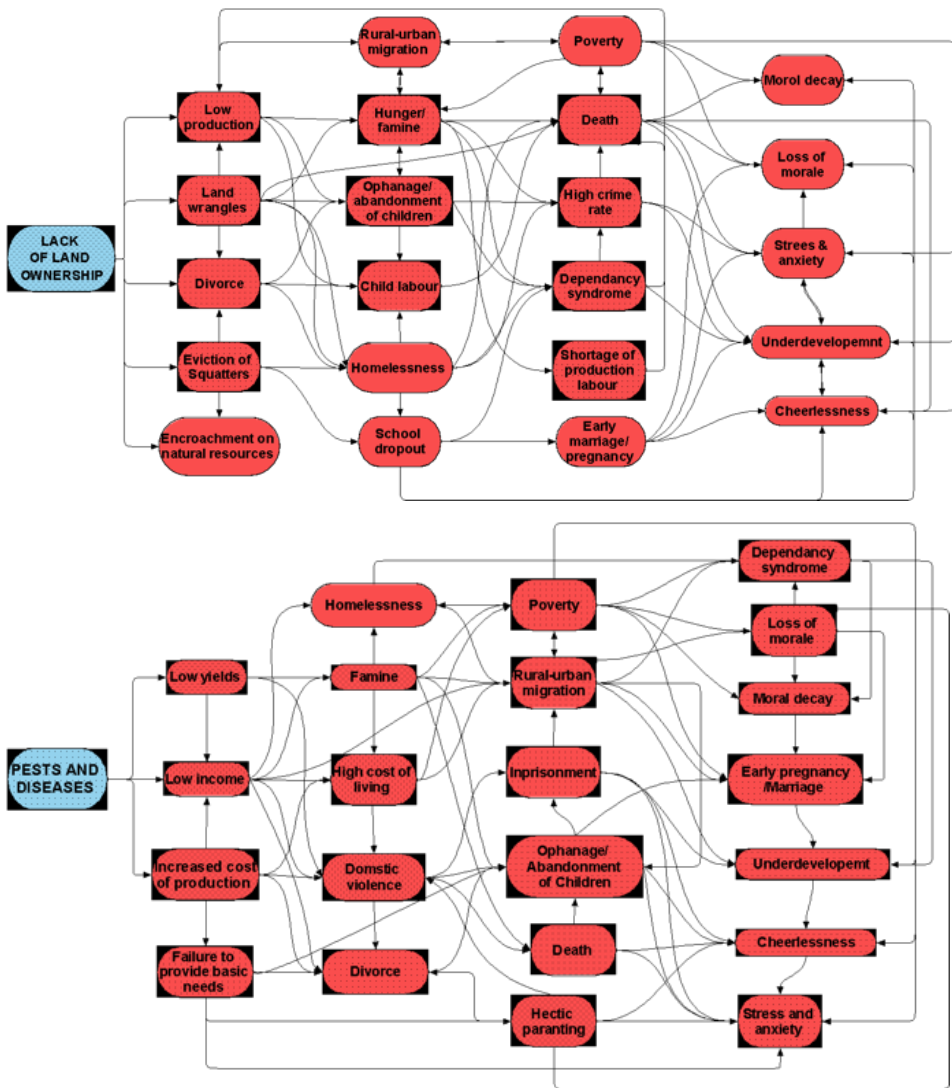 Rural-urban
migration
Poverty
Morol decay
Low
production
Hunger/
famine
Death
Loss of
morale
Land
wrangles
Ophanage/
abandonment
of children
High crime
rate
LACK
OF LAND
OWNERSHIP
Strees &
anxiety
Divorce
Child labour
Dependancy
syndrome
Underdevelopemnt
Eviction of
Squatters
Homelessness
Shortage of
production
labour
Cheerlessness
Encroachment on
natural resources
School
dropout
Early
marriage/
pregnancy
Dependancy
syndrome
Homelessness
Poverty
Loss of
morale
Low yields
Famine
Rural-urban
migration
Moral decay
PESTS AND
DISEASES
Low income
High cost of
living
Inprisonment
Early pregnancy
/Marriage
Increased cost
of production
Domstic
violence
Ophanage/
Abandonment
of Children
Underdevelopemt
Death
Cheerlessness
Failure to
provide basic
needs
Divorce
Hectic
paranting
Stress and
anxiety